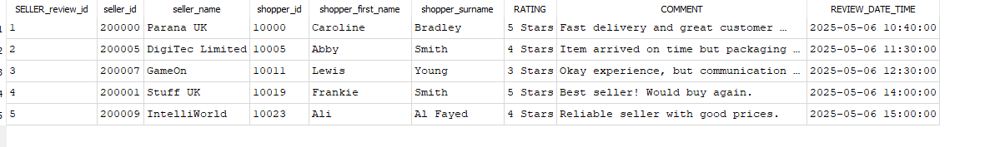 SELLER_review_id seller_id seller_name shopper_id shopper_first_name shopper_surname RATING COMMENT REVIEW_DATE_TIME
1 200000 Parana UK 10000 Caroline Bradley 5 Stars Fast delivery and great customer … 2025-05-06 10:40:00
2 200005 DigiTec Limited 10005 Abby Smith 4 Stars Item arrived on time but packaging … 2025-05-06 11:30:00
3 200007 GameOn 10011 Lewis Young 3 Stars Okay experience, but communication … 2025-05-06 12:30:00
4 200001 Stuff UK 10019 Frankie Smith 5 Stars Best seller! Would buy again. 2025-05-06 14:00:00
5 200009 IntelliWorld 10023 Ali Al Fayed 4 Stars Reliable seller with good prices. 2025-05-06 15:00:00